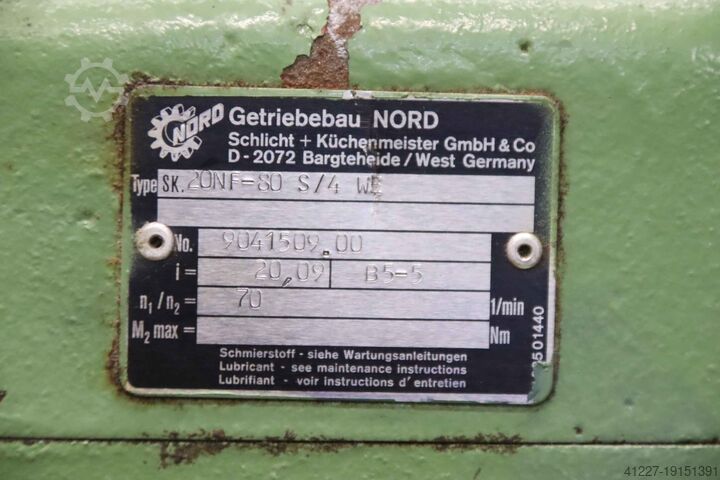 NORD
Getriebebau NORD
Schlicht + Küchenmeister GmbH & Co
D - 2072 Bargteheide / West Germany
Type SK. 20NF-80 S/4 WE
No. 9041509.00
i = 20,09 B5-5
n1 / n2 = 70 1/min
M2 max = Nm
Schmierstoff - siehe Wartungsanleitungen
Lubricant - see maintenance instructions
Lubrifiant - voir instructions d'entretien
2501440
41227-19151391